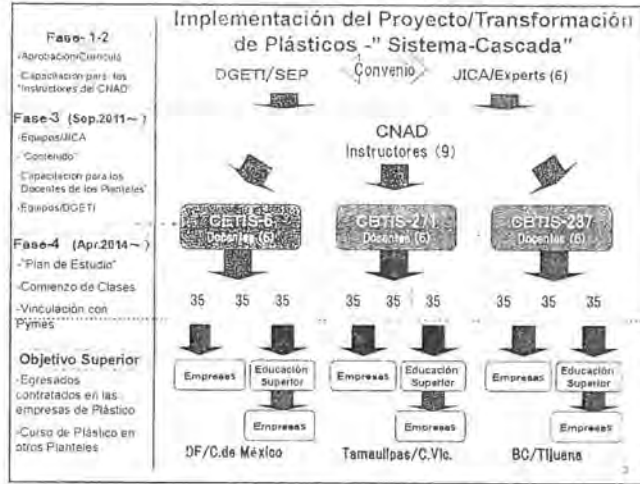 Fase- 1-2
-Aprobación/Currícula
-Capacitación para los
"Instructores del CNAD"
Fase-3 (Sep.2011~)
-Equipos/JICA
-"Contenido"
-Capacitación para los
Docentes de los Planteles"
-Equipos/DGETI
Fase-4 (Apr.2014~)
-"Plan de Estudio"
-Comienzo de Clases
-Vinculación con
Pymes
Objetivo Superior
-Egresados
contratados en las
empresas de Plástico
-Curso de Plástico en
otros Planteles
Implementación del Proyecto/Transformación
de Plásticos -" Sistema-Cascada"
DGETI/SEP Convenio JICA/Experts (6)
CNAD
Instructores (9)
CETIS-6 CBTIS-271 CBTIS-237
Docentes (6) Docentes (6) Docentes (6)
35 35 35 35 35 35 35 35 35
Empresas Educación Superior Empresas Educación Superior Empresas Educación Superior
Empresas Empresas Empresas
DF/C.de México Tamaulipas/C.Vic. BC/Tijuana
3